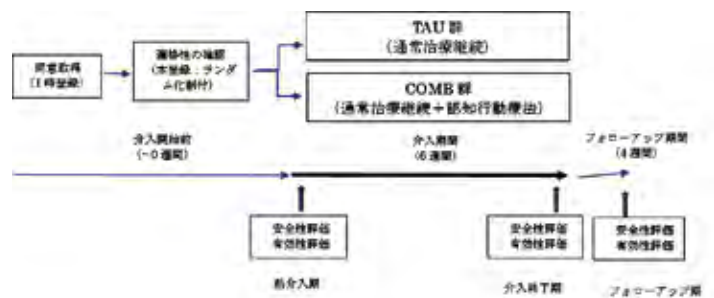 TAU 群
(通常治療継続)
同意取得
(1時登録)
適格性の確認
(本登録:ランダ
ム化割付)
COMB 群
(通常治療継続+認知行動療法)
介入開始前
(~0週間)
介入期間
(6週間)
フォローアップ期間
(4週間)
安全性評価
有効性評価
安全性評価
有効性評価
安全性評価
有効性評価
前介入期
介入終了期
フォローアップ期